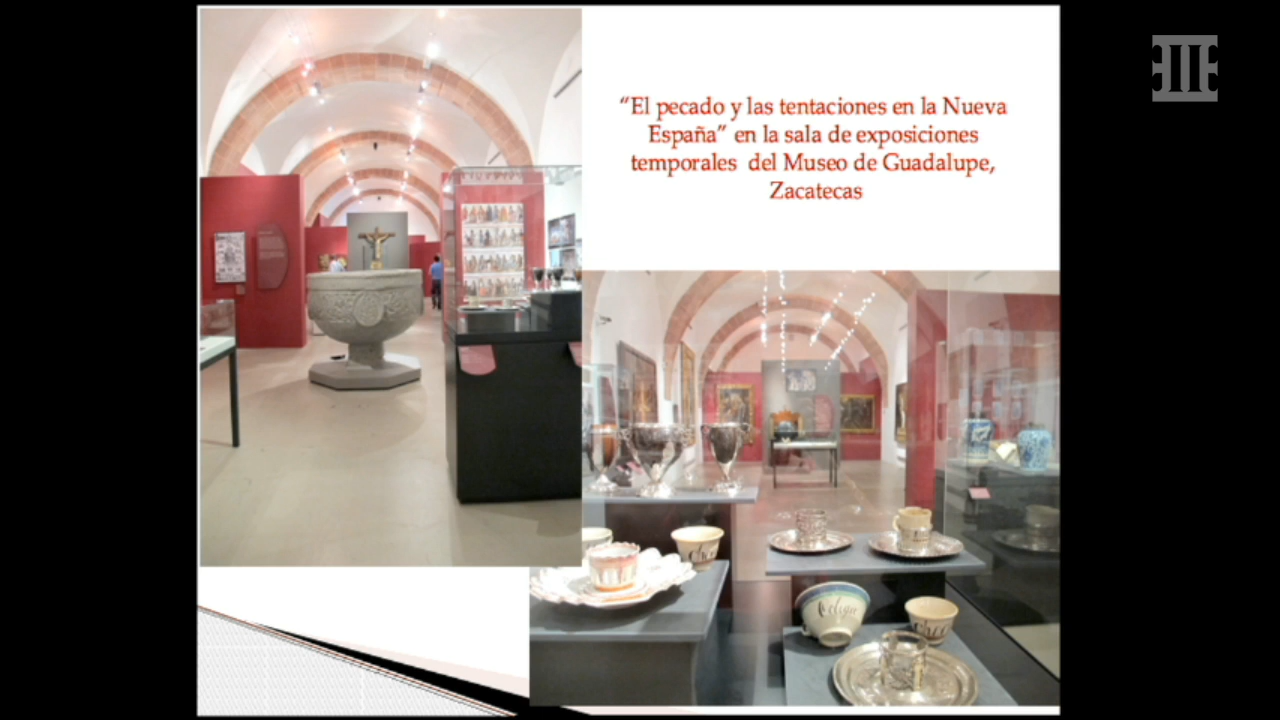 “El pecado y las tentaciones en la Nueva
España” en la sala de exposiciones
temporales del Museo de Guadalupe,
Zacatecas